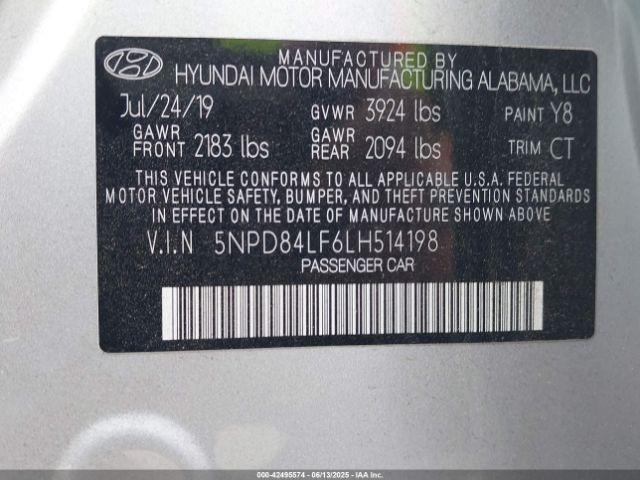 MANUFACTURED BY
HYUNDAI MOTOR MANUFACTURING ALABAMA, LLC
Jul/24/19 GVWR 3924 lbs PAINT Y8
GAWR FRONT 2183 lbs GAWR REAR 2094 lbs TRIM CT
THIS VEHICLE CONFORMS TO ALL APPLICABLE U.S.A. FEDERAL
MOTOR VEHICLE SAFETY, BUMPER, AND THEFT PREVENTION STANDARDS
IN EFFECT ON THE DATE OF MANUFACTURE SHOWN ABOVE
V.I.N 5NPD84LF6LH514198
PASSENGER CAR
000-42495574 - 06/13/2025 - IAAI.COM